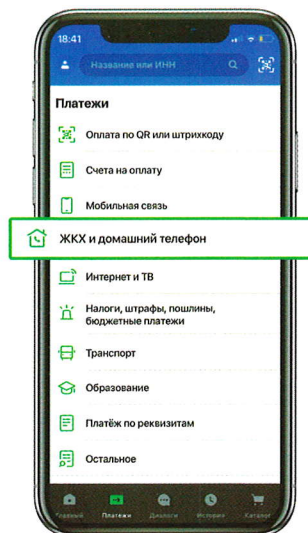 18:41
Название или ИНН
Платежи
Оплата по QR или штрихкоду
Счета на оплату
Мобильная связь
ЖКХ и домашний телефон
Интернет и ТВ
Налоги, штрафы, пошлины,
бюджетные платежи
Транспорт
Образование
Платёж по реквизитам
Остальное
Главный Платежи Диалоги История Каталог